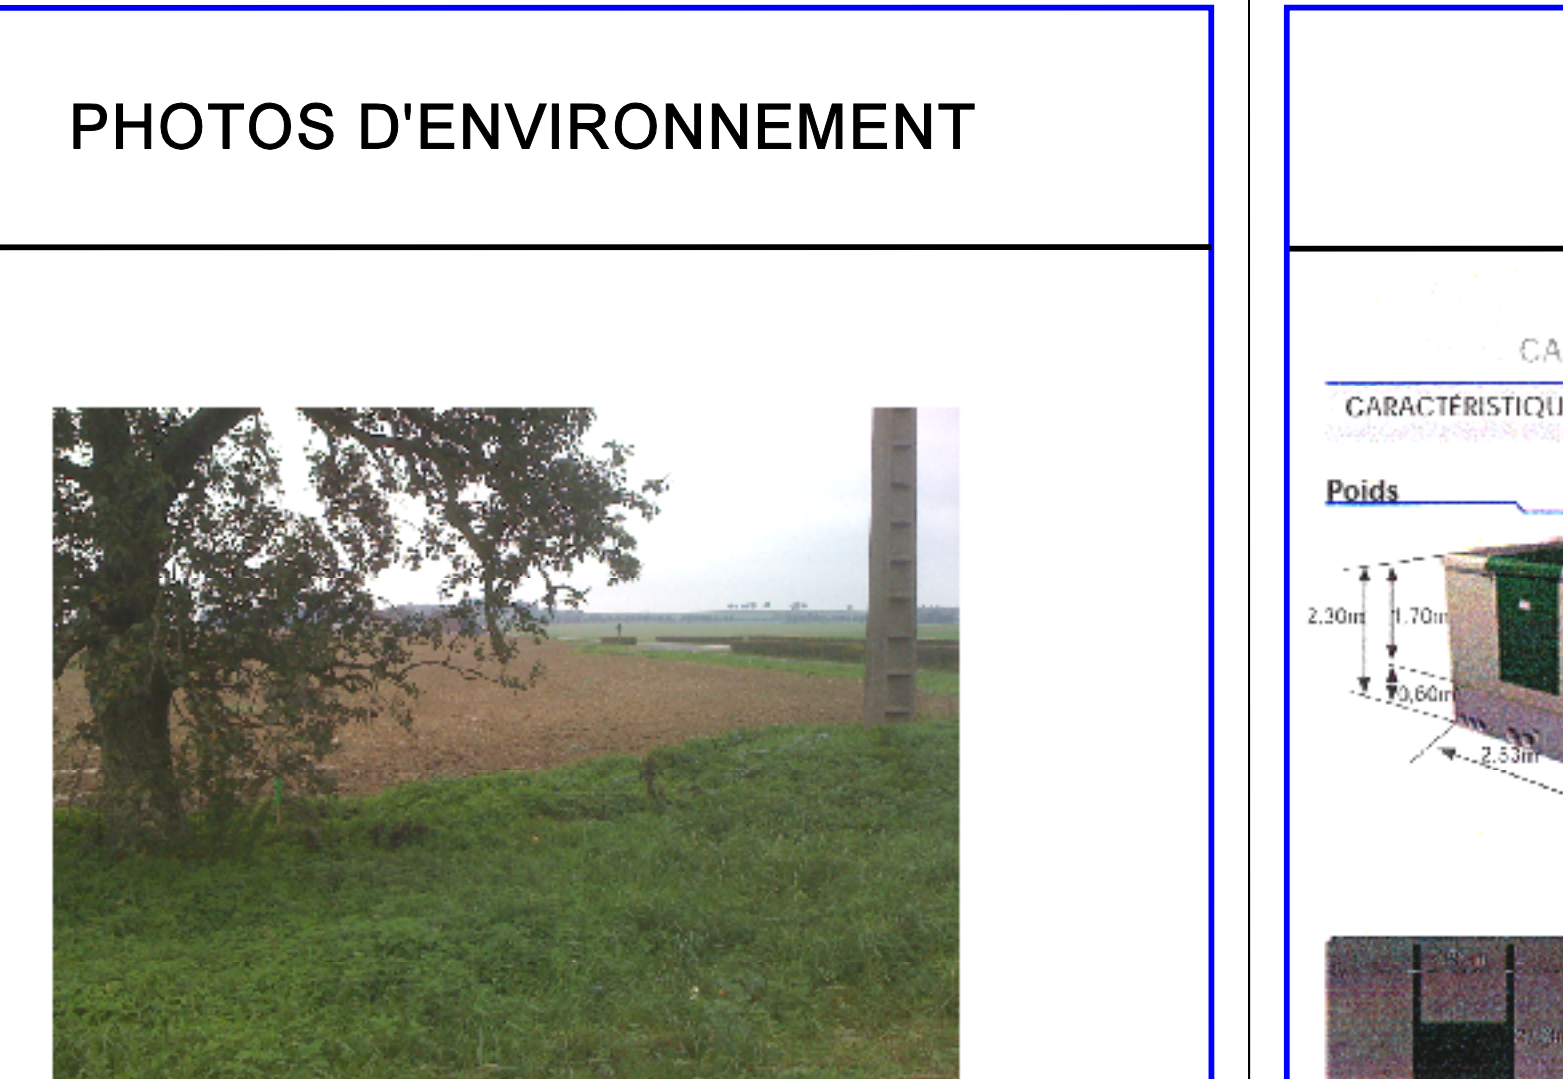 PHOTOS D'ENVIRONNEMENT
CA
CARACTÉRISTIQU
Poids
2.30m
1.70m
0,60m
2.53m